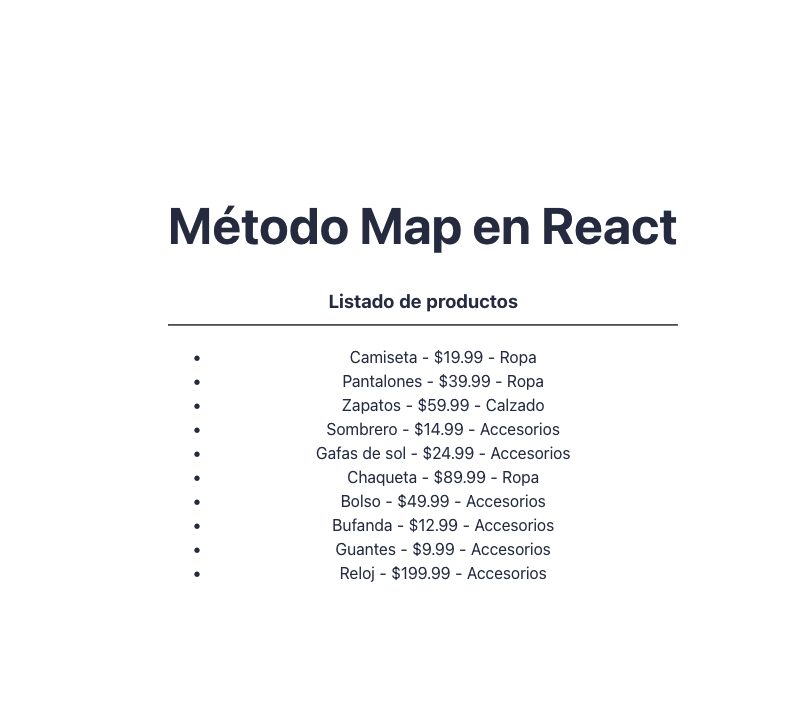 Método Map en React
Listado de productos
• Camiseta - $19.99 - Ropa
• Pantalones - $39.99 - Ropa
• Zapatos - $59.99 - Calzado
• Sombrero - $14.99 - Accesorios
• Gafas de sol - $24.99 - Accesorios
• Chaqueta - $89.99 - Ropa
• Bolso - $49.99 - Accesorios
• Bufanda - $12.99 - Accesorios
• Guantes - $9.99 - Accesorios
• Reloj - $199.99 - Accesorios